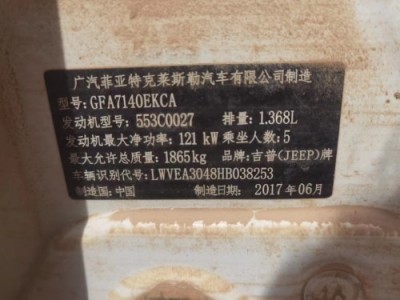 广汽菲亚特克莱斯勒汽车有限公司制造
型号: GFA7140EKCA
发动机型号: 553C0027 排量: 1.368L
发动机最大净功率: 121 kW 乘坐人数: 5
最大允许总质量: 1865kg 品牌: 吉普(JEEP)牌
车辆识别代号: LWVEA3048HB038253
制造国: 中国 制造日期: 2017年06月